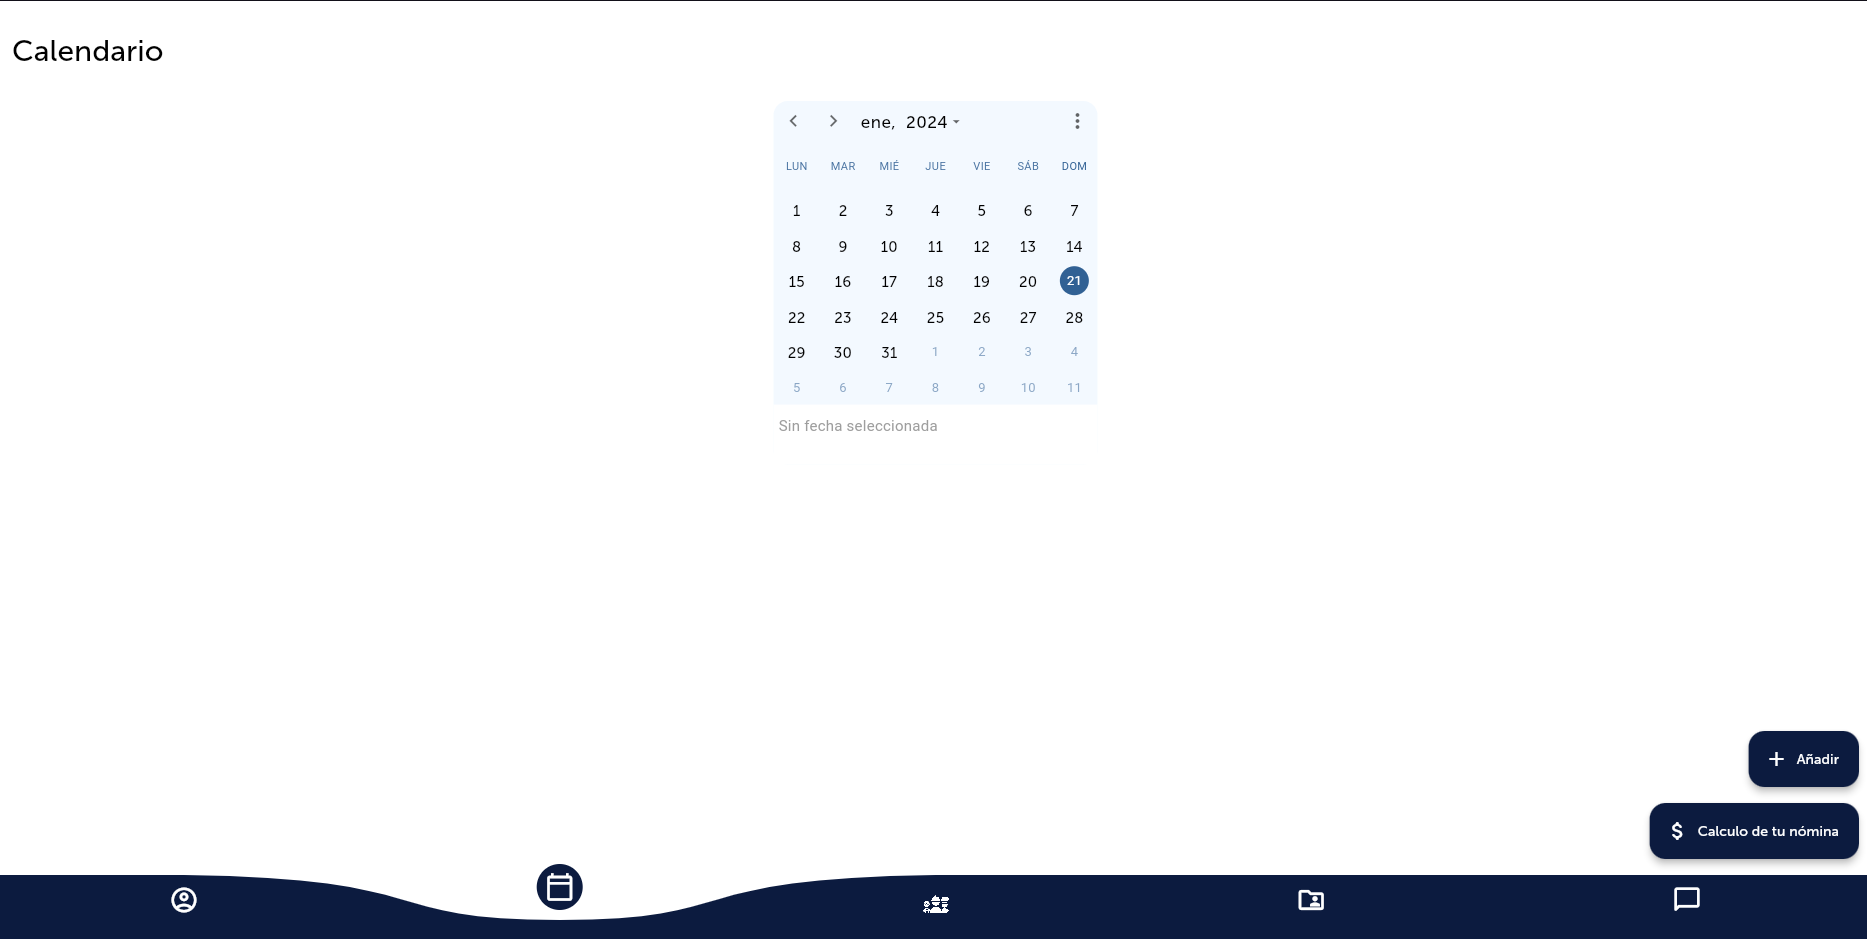 Calendario
ene, 2024
LUN MAR MIÉ JUE VIE SÁB DOM
1 2 3 4 5 6 7
8 9 10 11 12 13 14
15 16 17 18 19 20 21
22 23 24 25 26 27 28
29 30 31 1 2 3 4
5 6 7 8 9 10 11
Sin fecha seleccionada
Añadir
$ Calculo de tu nómina